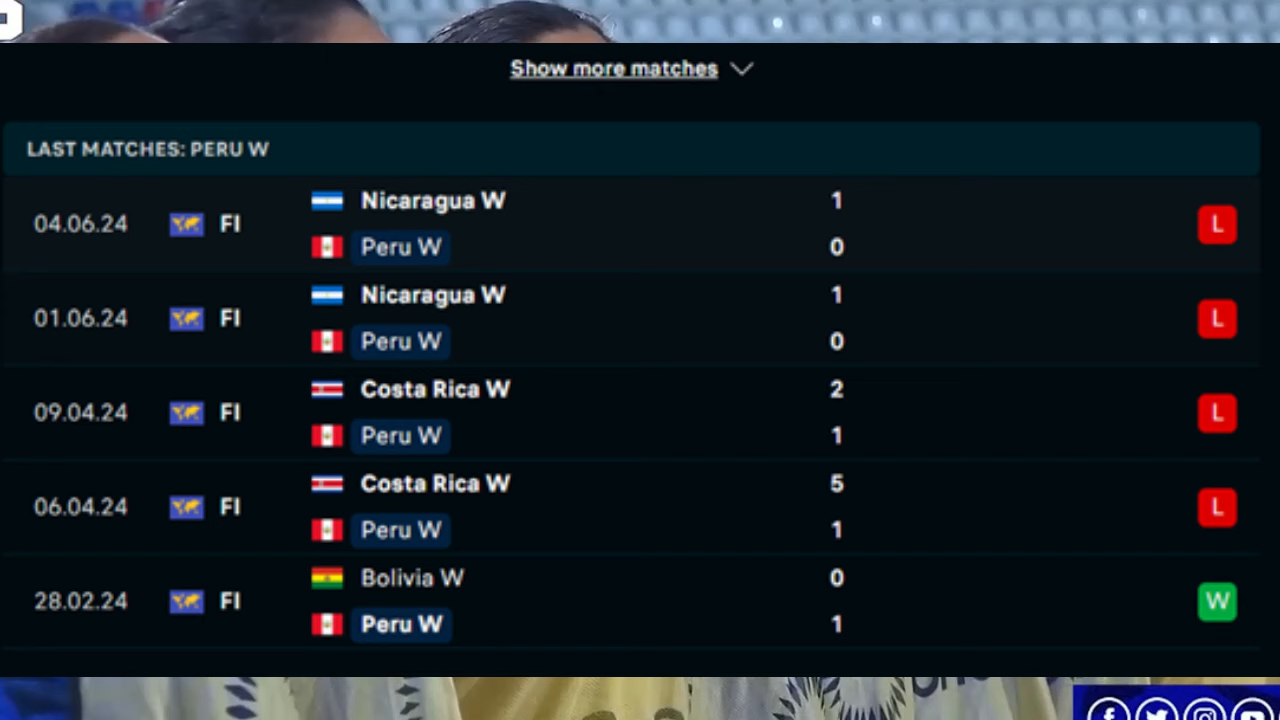 Show more matches
LAST MATCHES: PERU W
04.06.24 FI Nicaragua W 1 L
Peru W 0
01.06.24 FI Nicaragua W 1 L
Peru W 0
09.04.24 FI Costa Rica W 2 L
Peru W 1
06.04.24 FI Costa Rica W 5 L
Peru W 1
28.02.24 FI Bolivia W 0 W
Peru W 1